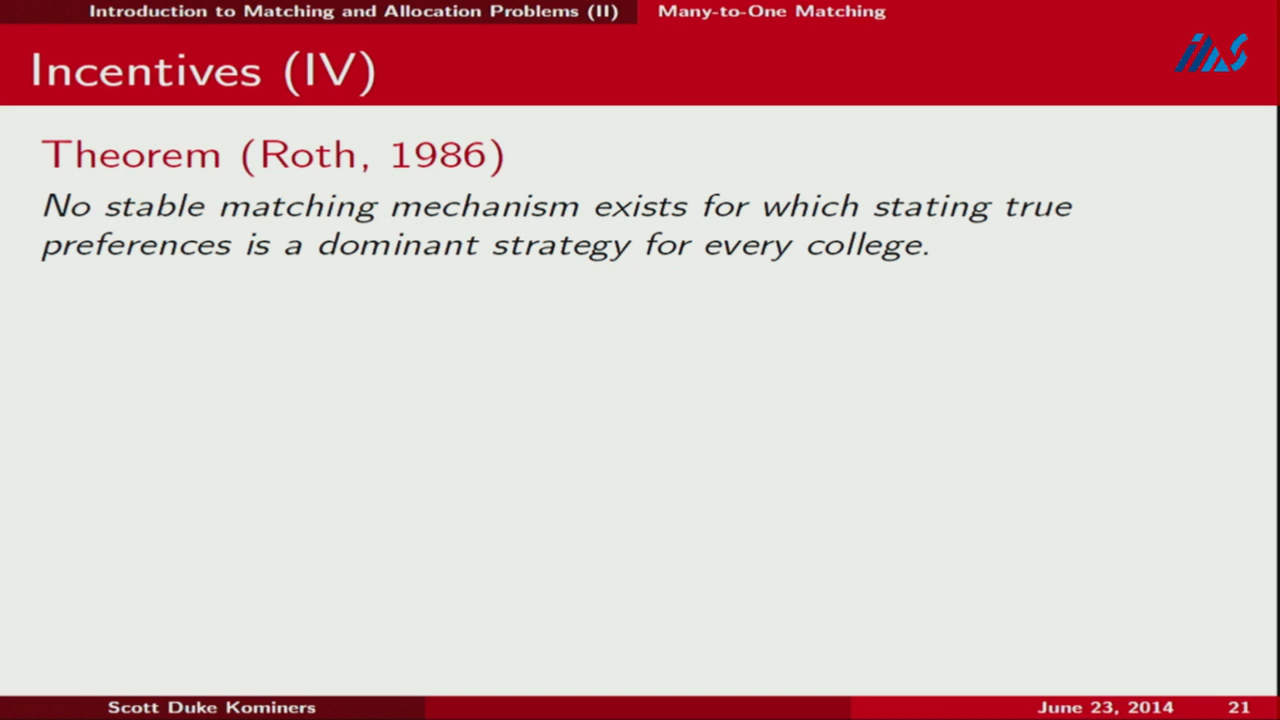 Introduction to Matching and Allocation Problems (II) Many-to-One Matching
Incentives (IV)
ims
Theorem (Roth, 1986)
No stable matching mechanism exists for which stating true
preferences is a dominant strategy for every college.
Scott Duke Kominers June 23, 2014 21